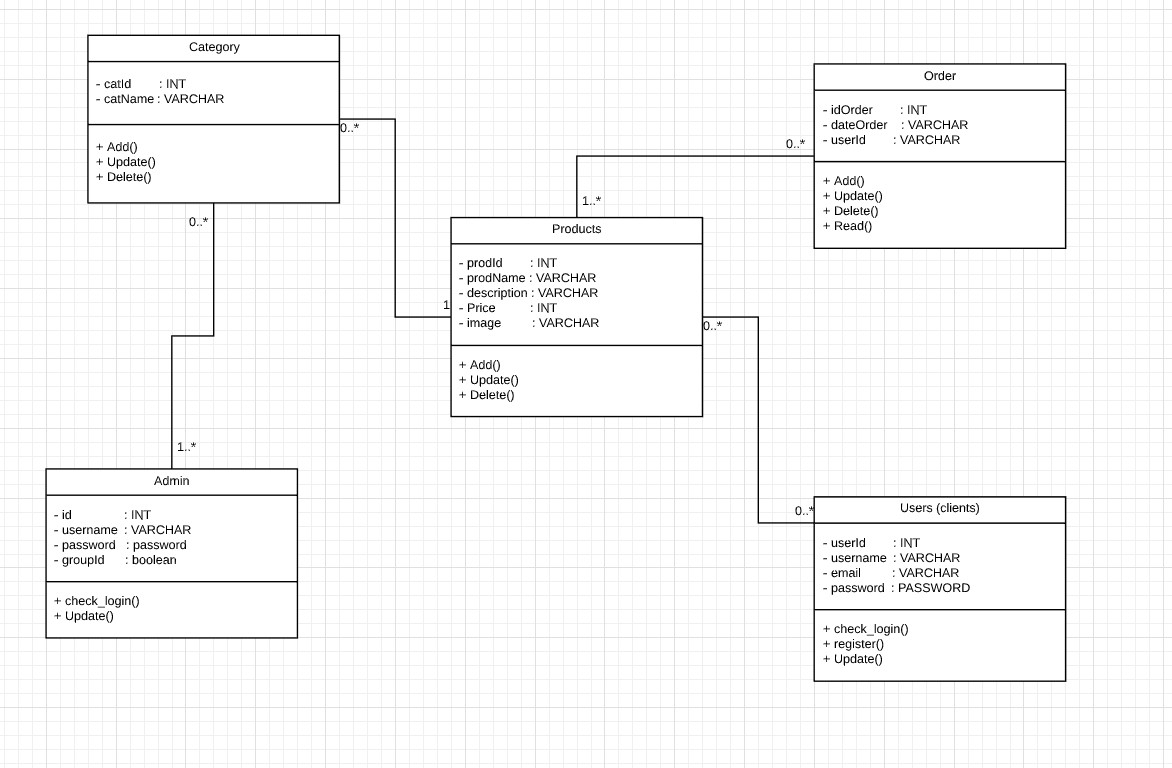 Category
- catId : INT
- catName : VARCHAR
+ Add()
+ Update()
+ Delete()
0..*
0..*
1
Order
- idOrder : INT
- dateOrder : VARCHAR
- userId : VARCHAR
+ Add()
+ Update()
+ Delete()
+ Read()
0..*
1..*
Products
- prodId : INT
- prodName : VARCHAR
- description : VARCHAR
- Price : INT
- image : VARCHAR
+ Add()
+ Update()
+ Delete()
0..*
1..*
Admin
- id : INT
- username : VARCHAR
- password : password
- groupId : boolean
+ check_login()
+ Update()
0..*
Users (clients)
- userId : INT
- username : VARCHAR
- email : VARCHAR
- password : PASSWORD
+ check_login()
+ register()
+ Update()